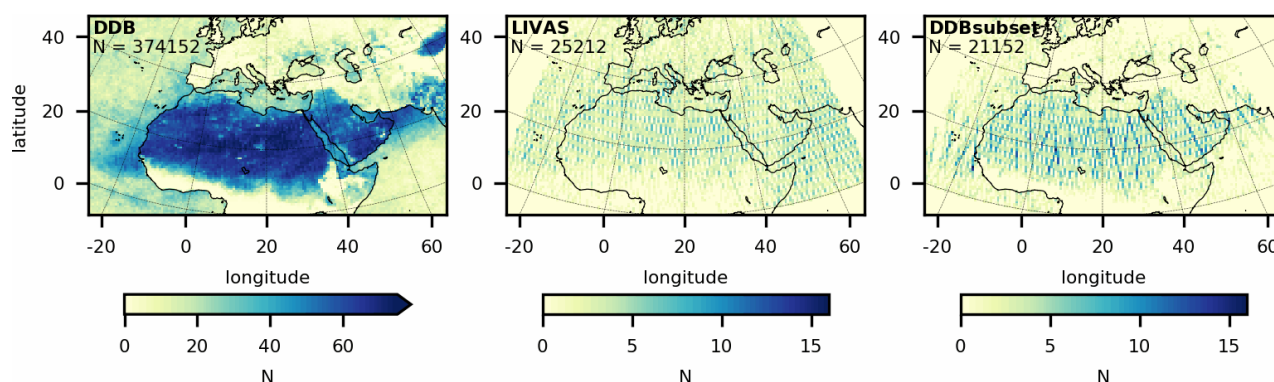 DDB
N = 374152
40
20
0
latitude
-20 0 20 40 60
longitude
0 20 40 60
N
LIVAS
N = 25212
40
20
0
-20 0 20 40 60
longitude
0 5 10 15
N
DDBsubset
N = 21152
40
20
0
-20 0 20 40 60
longitude
0 5 10 15
N